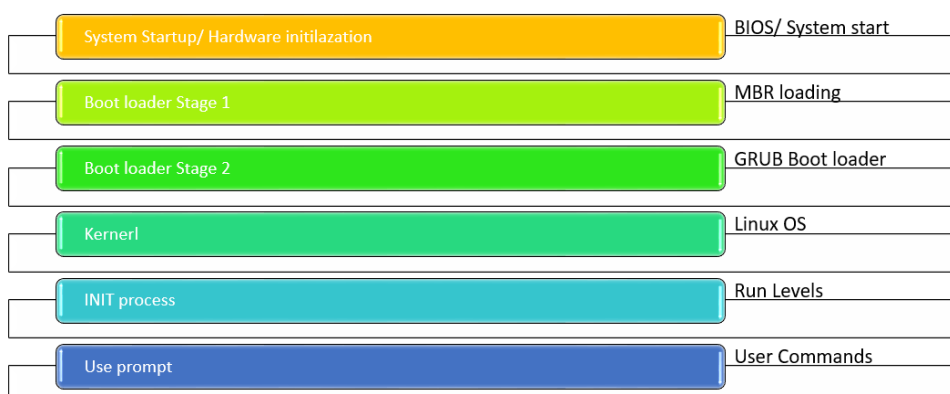 System Startup/ Hardware initilazation
BIOS/ System start
Boot loader Stage 1
MBR loading
Boot loader Stage 2
GRUB Boot loader
Kernerl
Linux OS
INIT process
Run Levels
Use prompt
User Commands